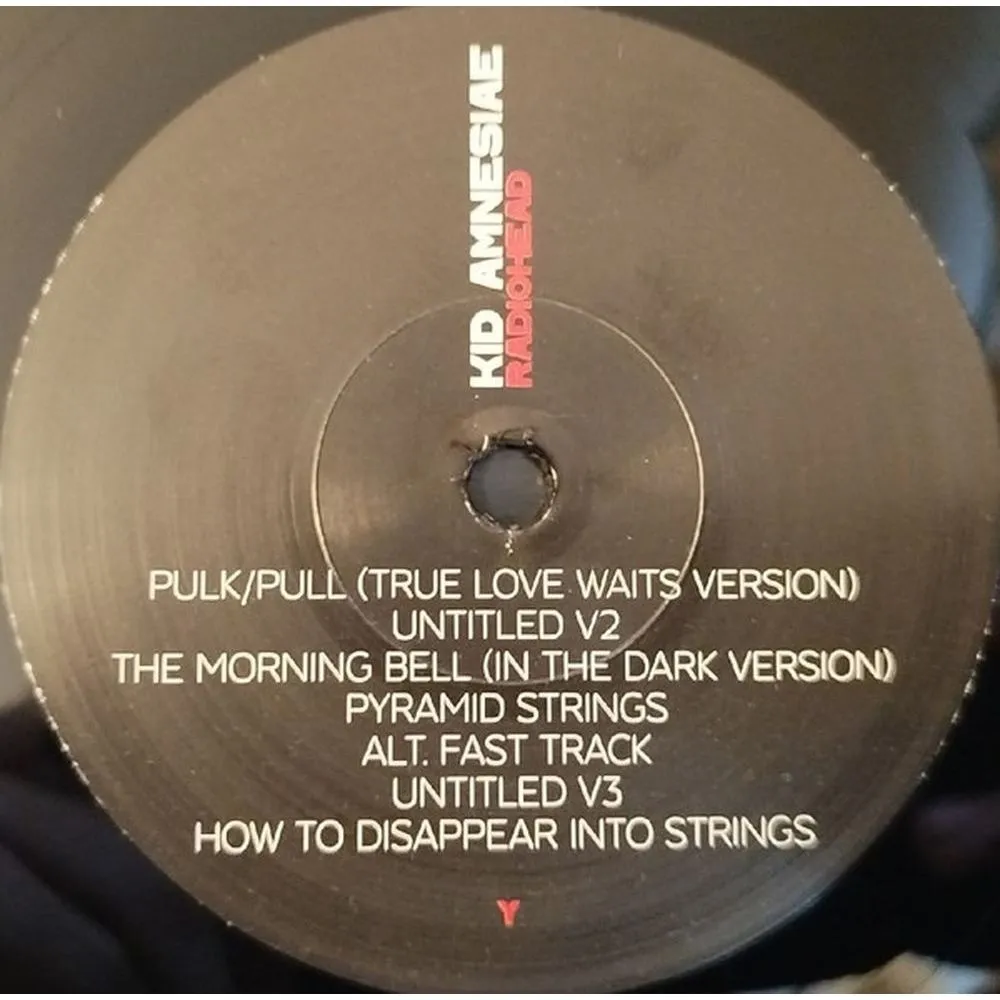 KID AMNESIAE
RADIOHEAD
PULK/PULL (TRUE LOVE WAITS VERSION)
UNTITLED V2
THE MORNING BELL (IN THE DARK VERSION)
PYRAMID STRINGS
ALT. FAST TRACK
UNTITLED V3
HOW TO DISAPPEAR INTO STRINGS
Y